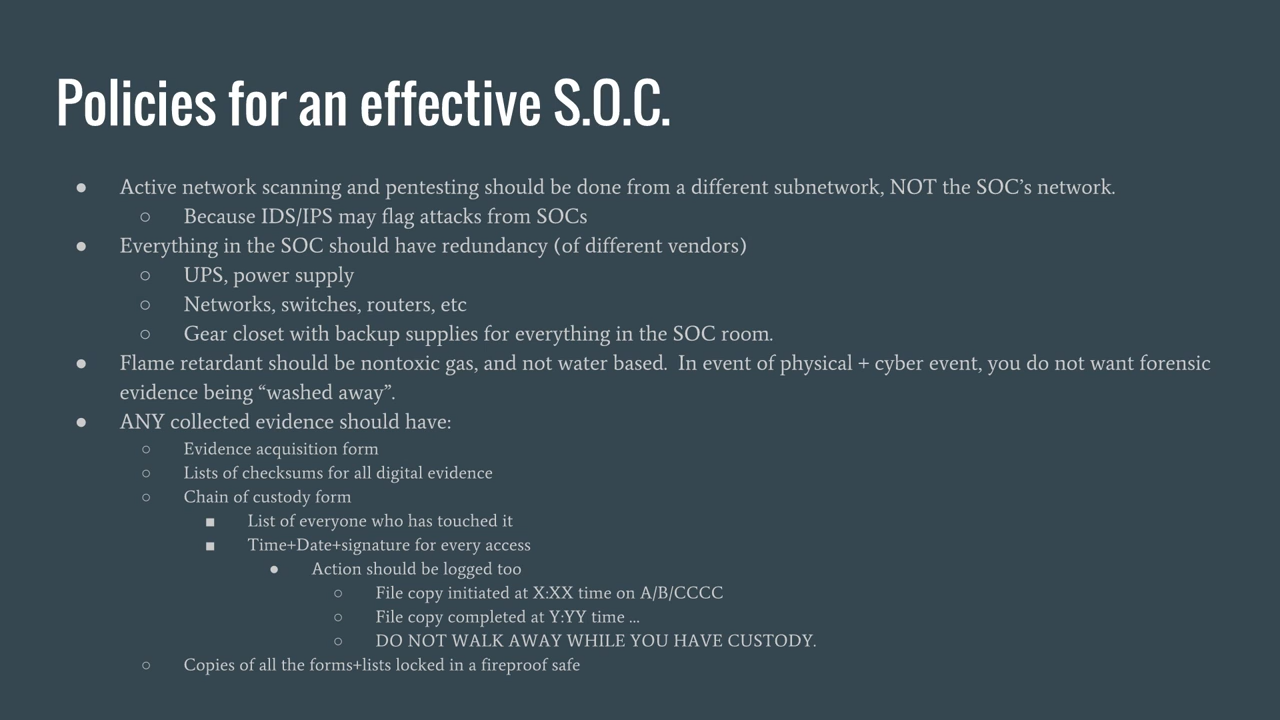 Policies for an effective S.O.C.
● Active network scanning and pentesting should be done from a different subnetwork, NOT the SOC’s network.
○ Because IDS/IPS may flag attacks from SOCs
● Everything in the SOC should have redundancy (of different vendors)
○ UPS, power supply
○ Networks, switches, routers, etc
○ Gear closet with backup supplies for everything in the SOC room.
● Flame retardant should be nontoxic gas, and not water based.  In event of physical + cyber event, you do not want forensic
evidence being “washed away”.
● ANY collected evidence should have:
○ Evidence acquisition form
○ Lists of checksums for all digital evidence
○ Chain of custody form
■ List of everyone who has touched it
■ Time+Date+signature for every access
● Action should be logged too
○ File copy initiated at X:XX time on A/B/CCCC
○ File copy completed at Y:YY time ...
○ DO NOT WALK AWAY WHILE YOU HAVE CUSTODY.
○ Copies of all the forms+lists locked in a fireproof safe